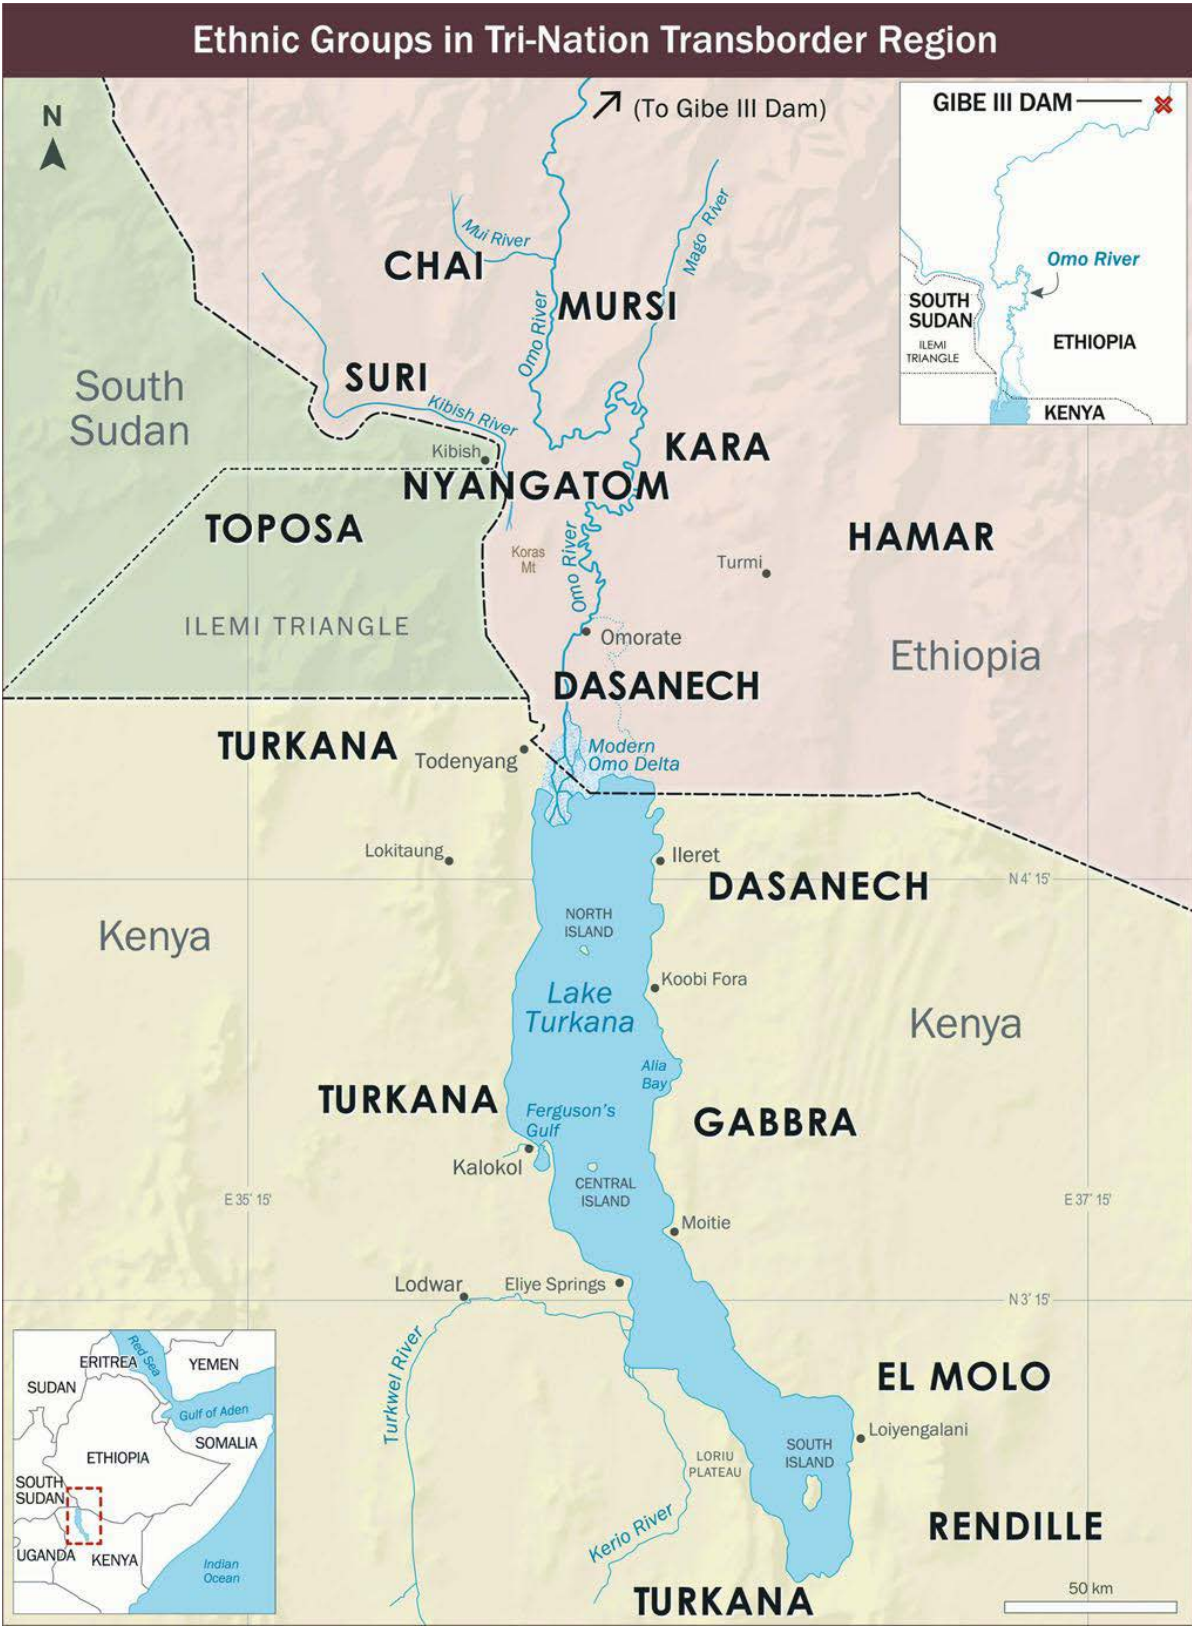 Ethnic Groups in Tri-Nation Transborder Region
N
(To Gibe III Dam)
GIBE III DAM
Omo River
SOUTH
SUDAN
ILEMI
TRIANGLE
ETHIOPIA
KENYA
Mui River
Mago River
CHAI
MURSI
Omo River
South
Sudan
SURI
Kibish River
Kibish
KARA
NYANGATOM
TOPOSA
HAMAR
Koras
Mt
Omo River
Turmi
ILEMI TRIANGLE
Omorate
Ethiopia
DASANECH
TURKANA
Todenyang
Modern
Omo Delta
Lokitaung
Ileret
DASANECH
N 4° 15'
NORTH
ISLAND
Kenya
Koobi Fora
Lake
Turkana
Kenya
Alia
Bay
TURKANA
Ferguson's
Gulf
GABBRA
Kalokol
CENTRAL
ISLAND
E 35° 15'
E 37° 15'
Moitie
Lodwar
Eliye Springs
N 3° 15'
Turkwel River
EL MOLO
Loiyengalani
SOUTH
ISLAND
LORIU
PLATEAU
Kerio River
RENDILLE
TURKANA
50 km
ERITREA
Red Sea
YEMEN
SUDAN
Gulf of Aden
SOMALIA
ETHIOPIA
SOUTH
SUDAN
UGANDA
KENYA
Indian
Ocean